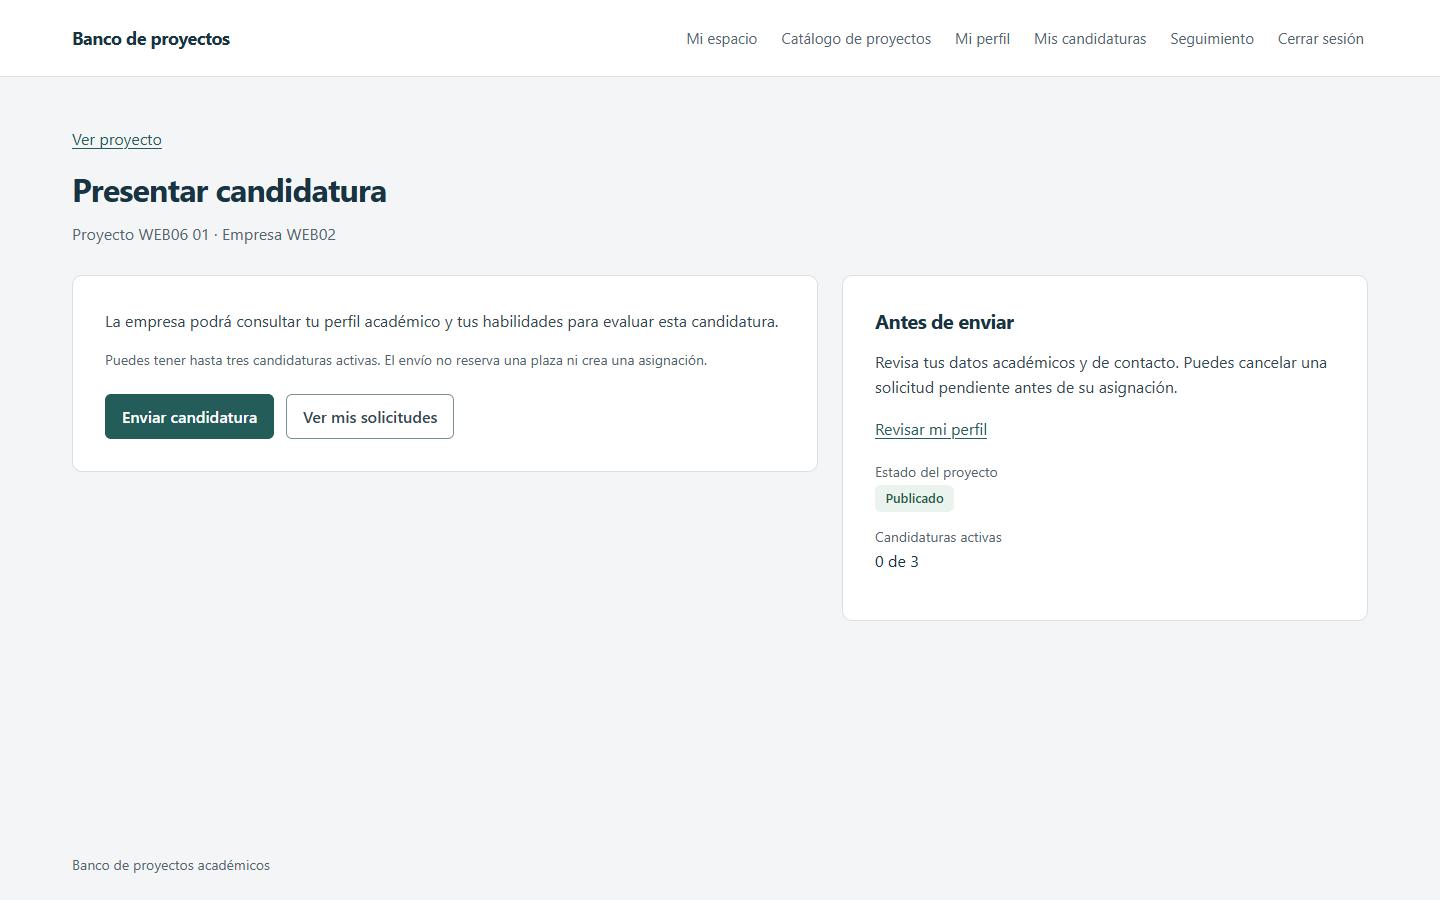 Banco de proyectos
Mi espacio Catálogo de proyectos Mi perfil Mis candidaturas Seguimiento Cerrar sesión
Ver proyecto
Presentar candidatura
Proyecto WEB06 01 · Empresa WEB02
La empresa podrá consultar tu perfil académico y tus habilidades para evaluar esta candidatura.
Puedes tener hasta tres candidaturas activas. El envío no reserva una plaza ni crea una asignación.
Enviar candidatura Ver mis solicitudes
Antes de enviar
Revisa tus datos académicos y de contacto. Puedes cancelar una
solicitud pendiente antes de su asignación.
Revisar mi perfil
Estado del proyecto
Publicado
Candidaturas activas
0 de 3
Banco de proyectos académicos